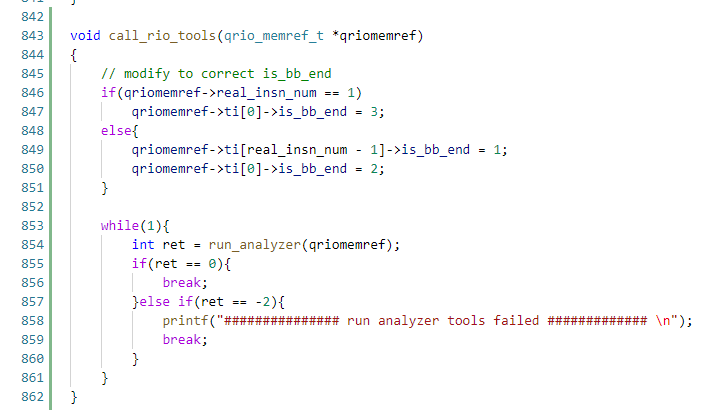 842
843 void call_rio_tools(qrio_memref_t *qriomemref)
844 {
845     // modify to correct is_bb_end
846     if(qriomemref->real_insn_num == 1)
847         qriomemref->ti[0]->is_bb_end = 3;
848     else{
849         qriomemref->ti[real_insn_num - 1]->is_bb_end = 1;
850         qriomemref->ti[0]->is_bb_end = 2;
851     }
852
853     while(1){
854         int ret = run_analyzer(qriomemref);
855         if(ret == 0){
856             break;
857         }else if(ret == -2){
858             printf("############### run analyzer tools failed ############# \n");
859             break;
860         }
861     }
862 }